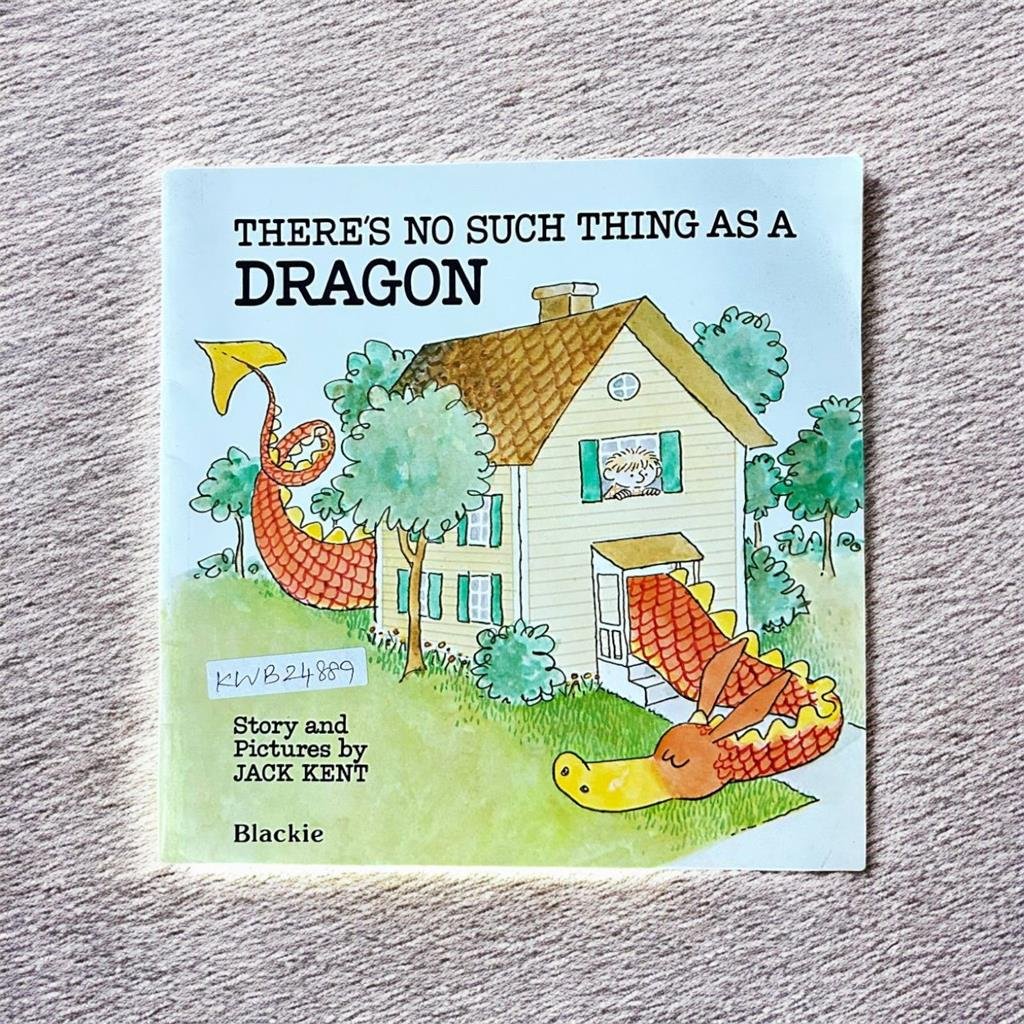 THERE'S NO SUCH THING AS A
DRAGON
KWB24889
Story and
Pictures by
JACK KENT
Blackie